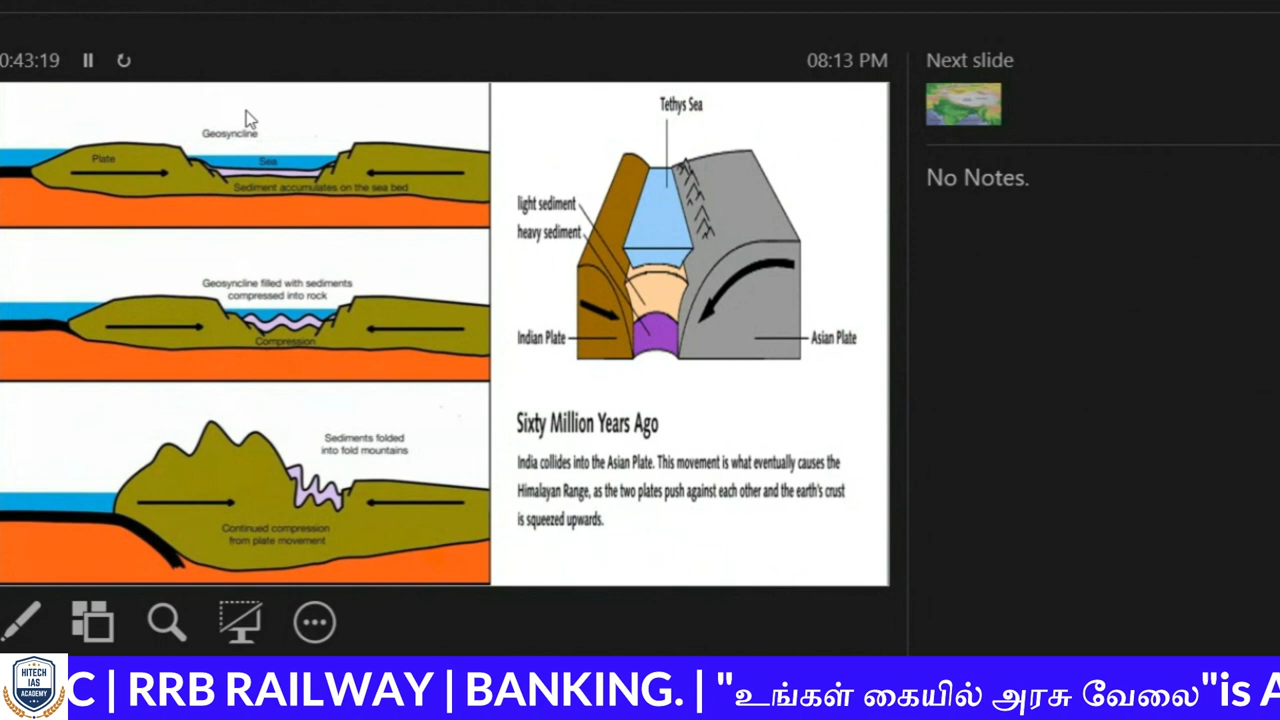 0:43:19
08:13 PM
Next slide
No Notes.
Geosyncline
Plate
Sea
Sediment accumulates on the sea bed
Geosyncline filled with sediments
compressed into rock
Compression
Sediments folded
into fold mountains
Continued compression
from plate movement
Tethys Sea
light sediment
heavy sediment
Indian Plate
Asian Plate
Sixty Million Years Ago
India collides into the Asian Plate. This movement is what eventually causes the
Himalayan Range, as the two plates push against each other and the earth's crust
is squeezed upwards.
HITECH
IAS
ACADEMY
C | RRB RAILWAY | BANKING. | "உங்கள் கையில் அரசு வேலை"is A